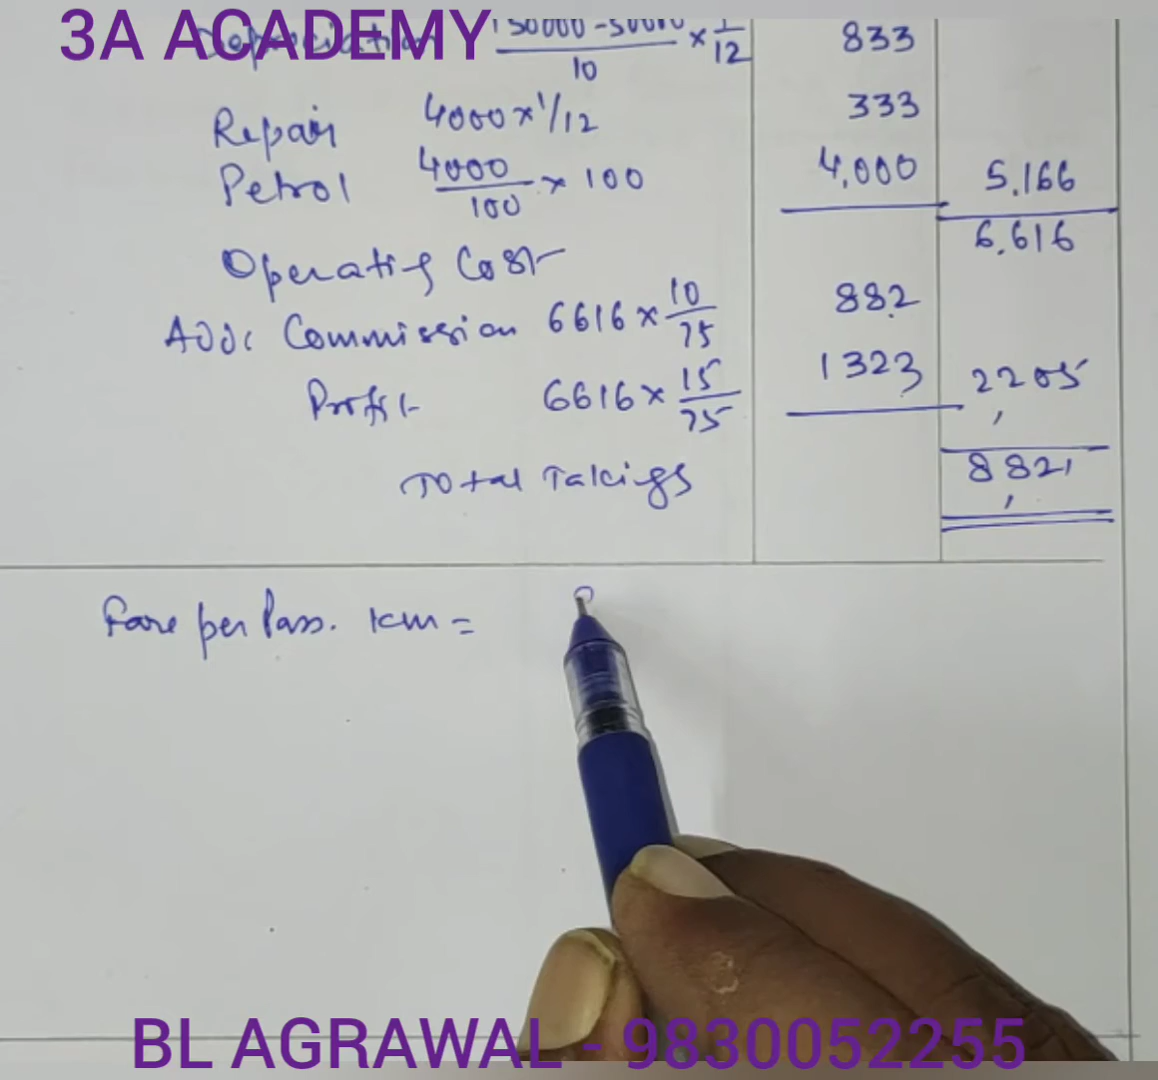 3A ACADEMY
150000-50000 / 10 × 1/12 833
Repair 4000×1/12 333
Petrol 4000/100 × 100 4,000 5,166
Operating Cost 6,616
Add: Commission 6616 × 10/75 882
Profit 6616 × 15/75 1323 2205
Total Takings 8821
Fare per Pass. km =
BL AGRAWAL - 9830052255